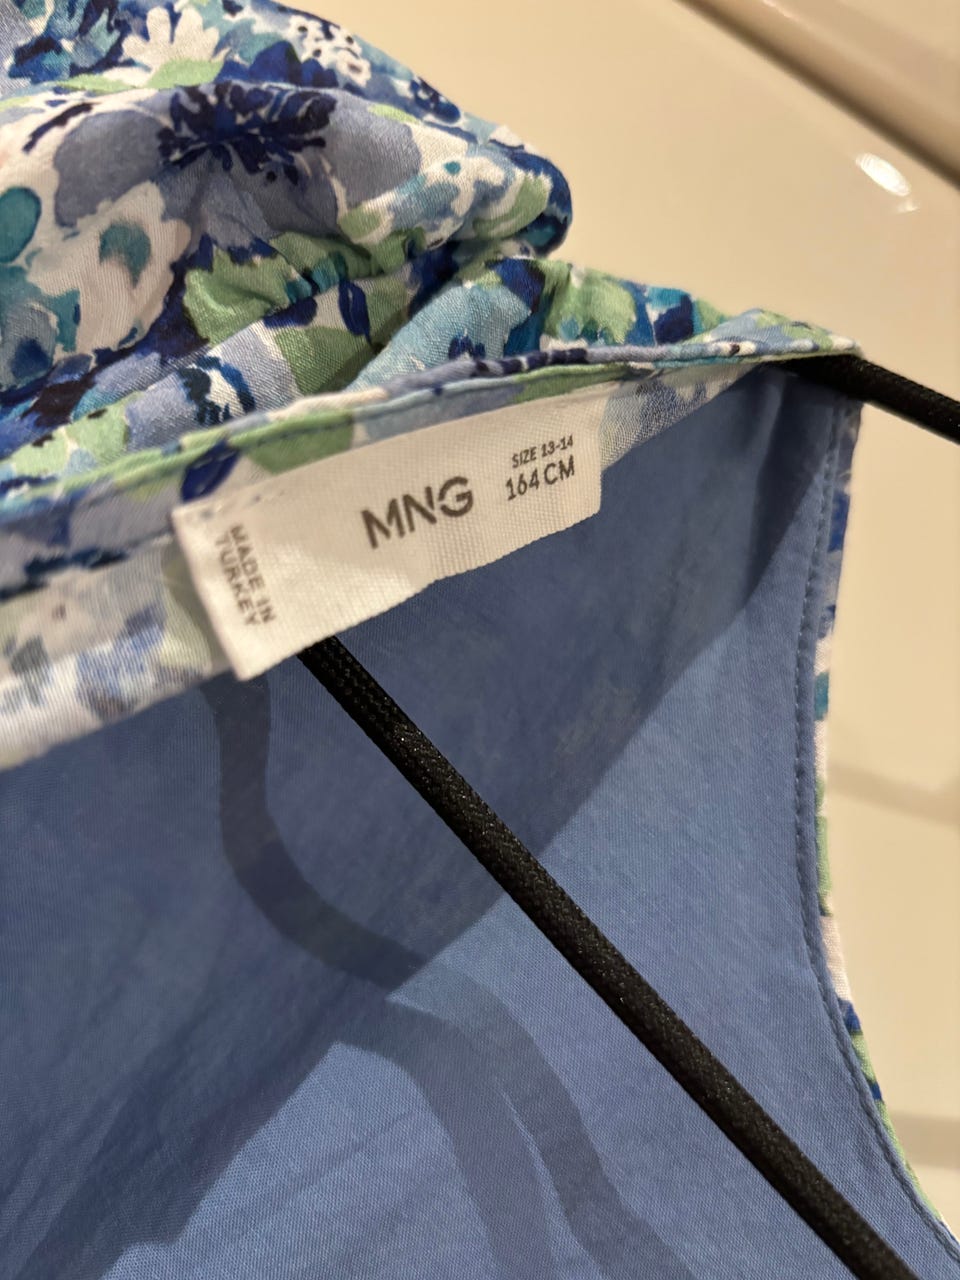 MNG
SIZE 13-14
164 CM
MADE IN
TURKEY